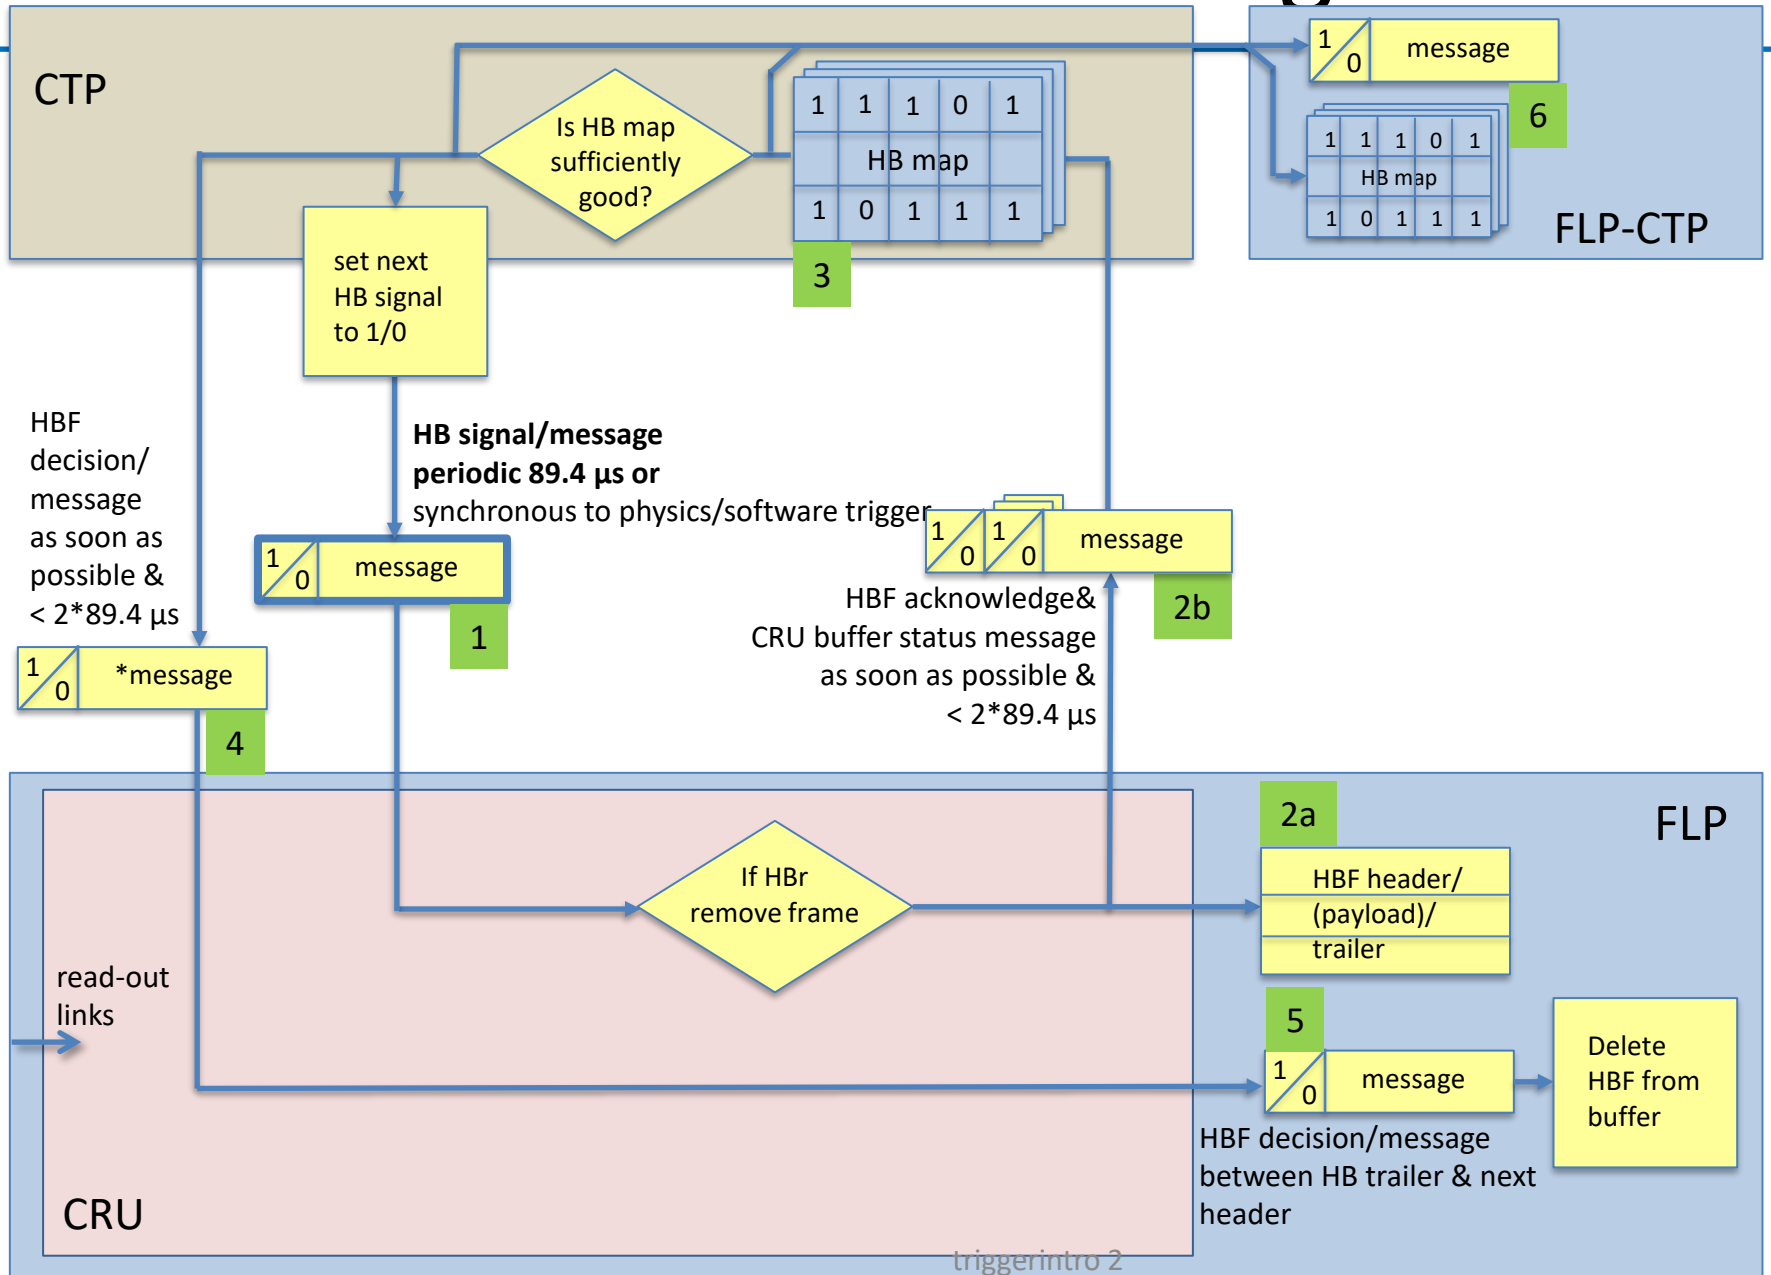 CTP
Is HB map
sufficiently
good?
1 1 1 0 1
HB map
1 0 1 1 1
3
1
0
message
6
1 1 1 0 1
HB map
1 0 1 1 1
FLP-CTP
set next
HB signal
to 1/0
HBF
decision/
message
as soon as
possible &
< 2*89.4 µs
HB signal/message
periodic 89.4 µs or
synchronous to physics/software trigger
1
0
message
1
1
0
1
0
message
2b
HBF acknowledge&
CRU buffer status message
as soon as possible &
< 2*89.4 µs
1
0
*message
4
2a
FLP
HBF header/
(payload)/
trailer
If HBr
remove frame
read-out
links
5
1
0
message
Delete
HBF from
buffer
HBF decision/message
between HB trailer & next
header
CRU
triggerintro 2